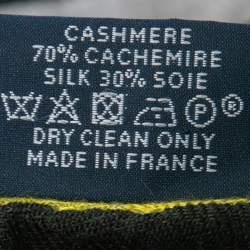 CASHMERE
70% CACHEMIRE
SILK 30% SOIE
P ®
DRY CLEAN ONLY
MADE IN FRANCE